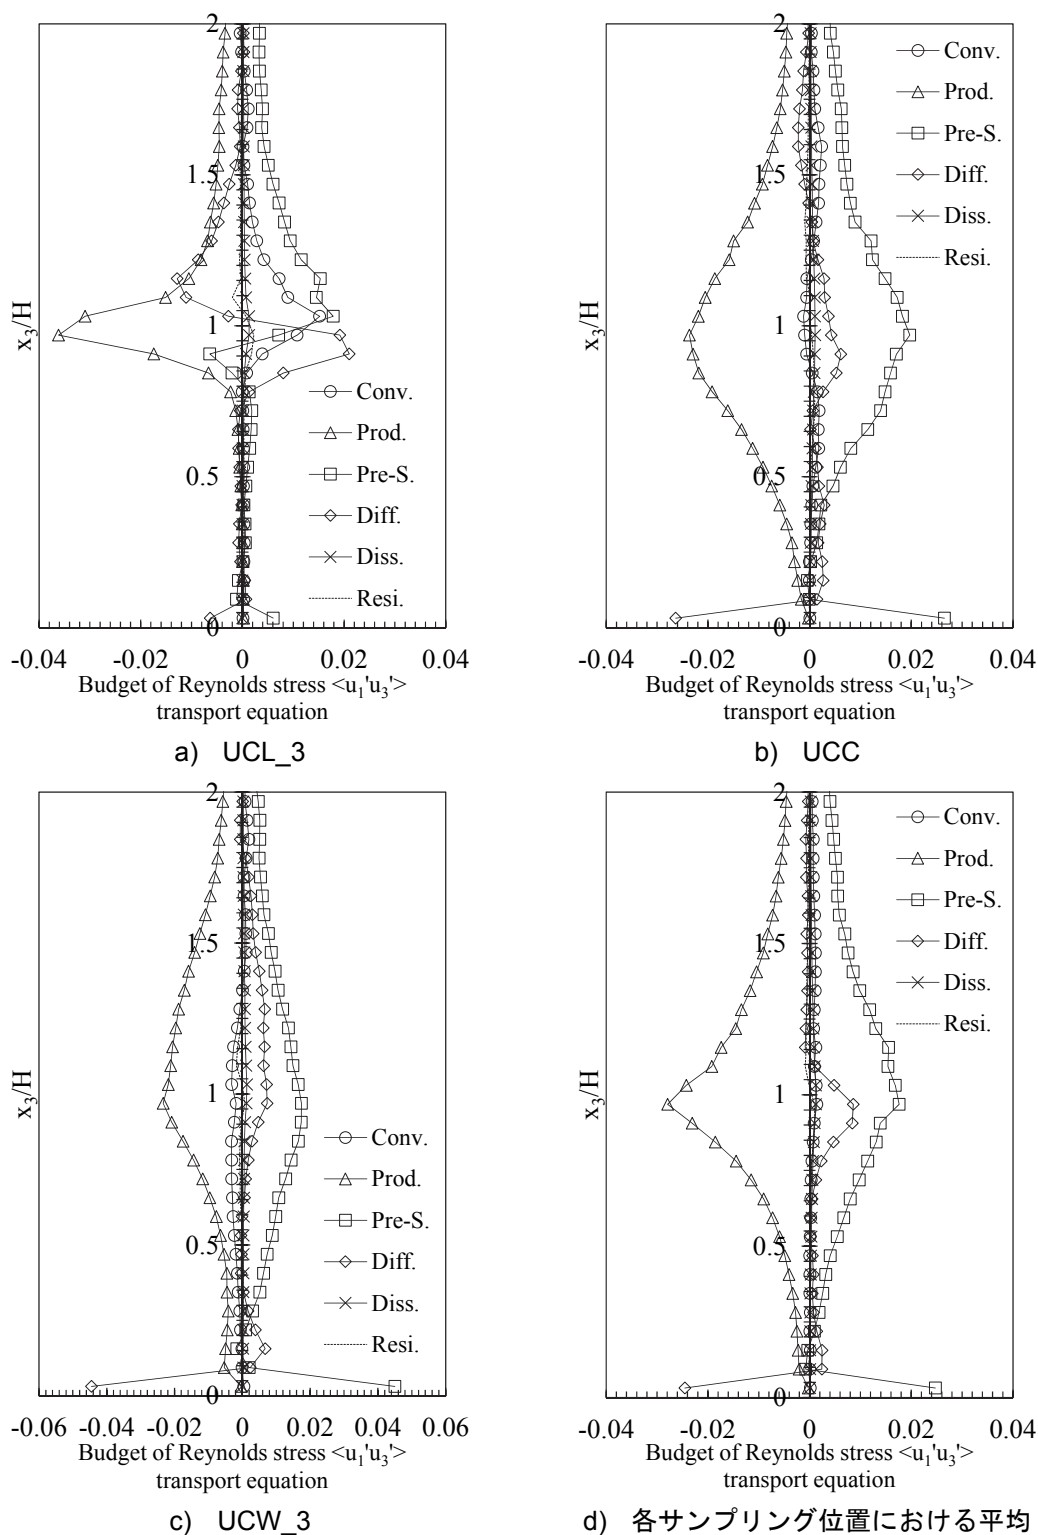 2
1.5
1
0.5
0
x3/H
Conv.
Prod.
Pre-S.
Diff.
Diss.
Resi.
-0.04 -0.02 0 0.02 0.04
Budget of Reynolds stress <u1'u3'>
transport equation
a) UCL_3
2
1.5
1
0.5
0
x3/H
Conv.
Prod.
Pre-S.
Diff.
Diss.
Resi.
-0.04 -0.02 0 0.02 0.04
Budget of Reynolds stress <u1'u3'>
transport equation
b) UCC
2
1.5
1
0.5
0
x3/H
Conv.
Prod.
Pre-S.
Diff.
Diss.
Resi.
-0.06 -0.04 -0.02 0 0.02 0.04 0.06
Budget of Reynolds stress <u1'u3'>
transport equation
c) UCW_3
2
1.5
1
0.5
0
x3/H
Conv.
Prod.
Pre-S.
Diff.
Diss.
Resi.
-0.04 -0.02 0 0.02 0.04
Budget of Reynolds stress <u1'u3'>
transport equation
d) 各サンプリング位置における平均